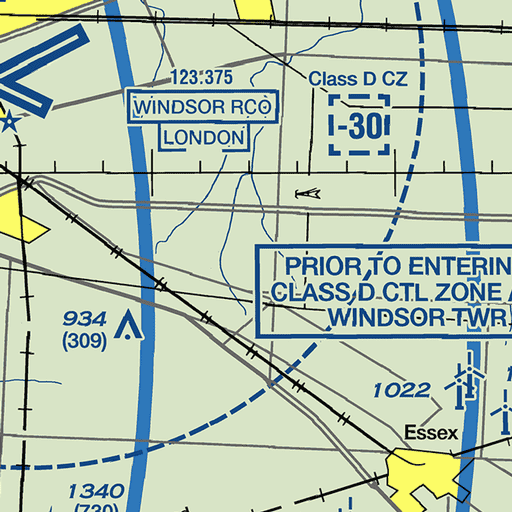 123.375
WINDSOR RCO
LONDON
Class D CZ
-30
PRIOR TO ENTERIN
CLASS D CTL ZONE
WINDSOR TWR
934
(309)
1022
Essex
1340
(730)